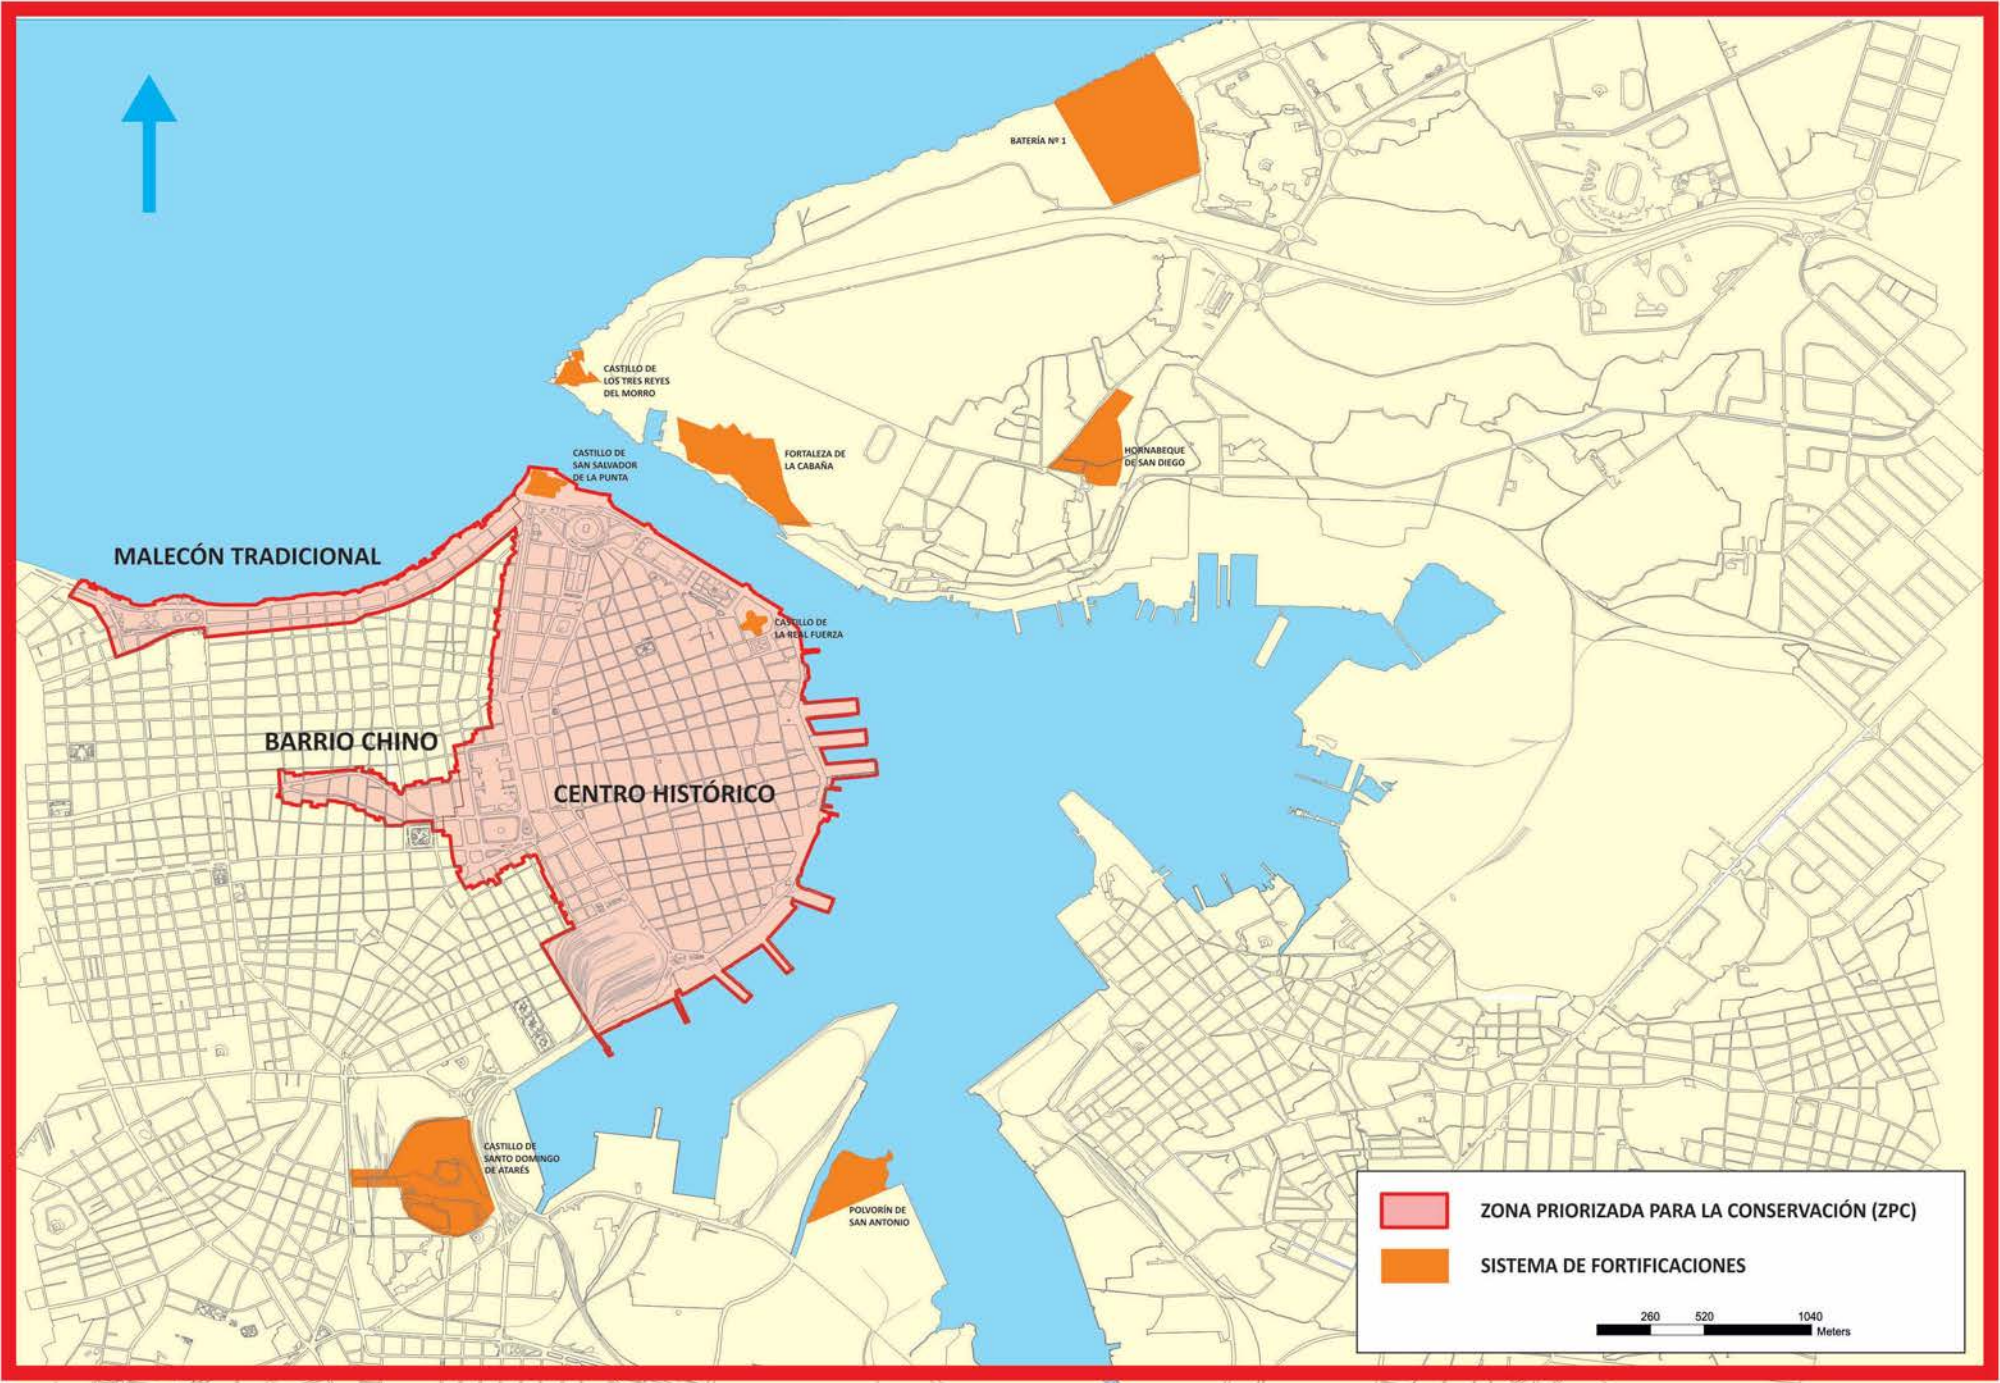 BATERÍA Nº 1
CASTILLO DE
LOS TRES REYES
DEL MORRO
CASTILLO DE
SAN SALVADOR
DE LA PUNTA
FORTALEZA DE
LA CABAÑA
HORNABEQUE
DE SAN DIEGO
MALECÓN TRADICIONAL
CASTILLO DE
LA REAL FUERZA
BARRIO CHINO
CENTRO HISTÓRICO
CASTILLO DE
SANTO DOMINGO
DE ATARÉS
POLVORÍN DE
SAN ANTONIO
ZONA PRIORIZADA PARA LA CONSERVACIÓN (ZPC)
SISTEMA DE FORTIFICACIONES
260 520 1040
Meters